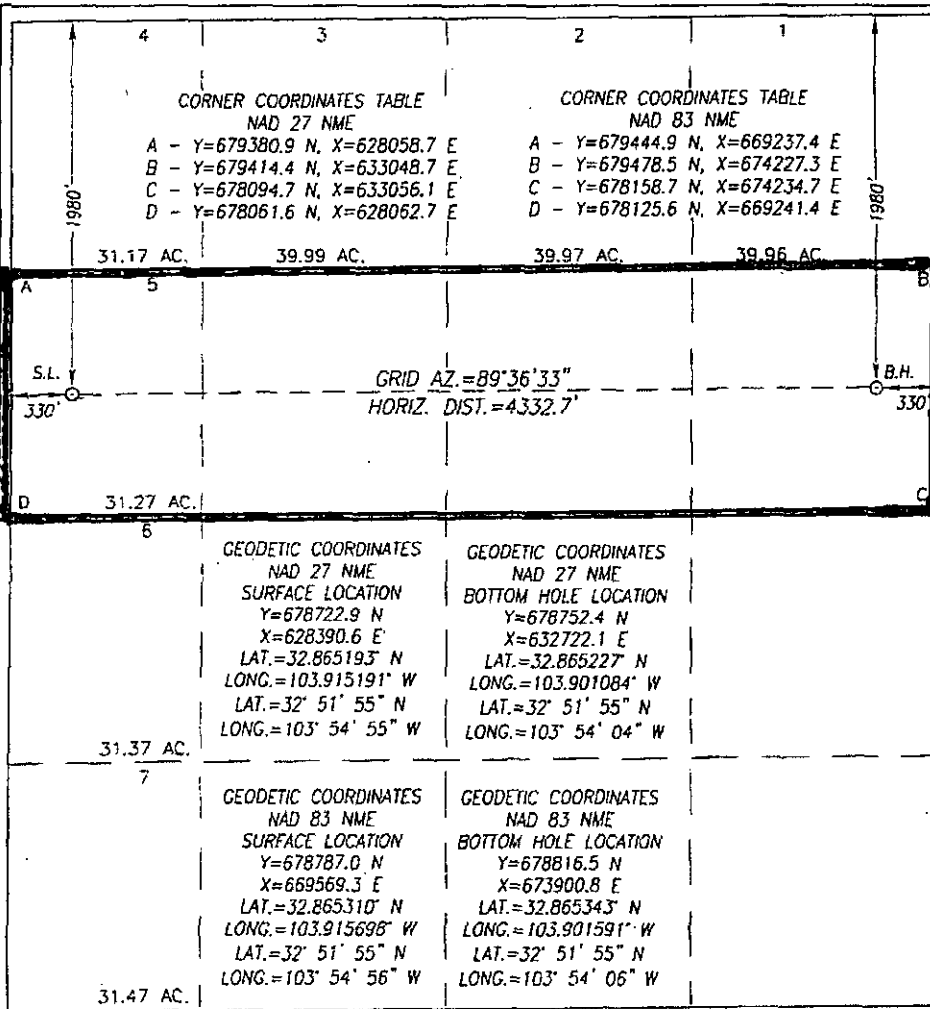 4 3 2 1
CORNER COORDINATES TABLE
NAD 27 NME
A - Y=679380.9 N, X=628058.7 E
B - Y=679414.4 N, X=633048.7 E
C - Y=678094.7 N, X=633056.1 E
D - Y=678061.6 N, X=628062.7 E
CORNER COORDINATES TABLE
NAD 83 NME
A - Y=679444.9 N, X=669237.4 E
B - Y=679478.5 N, X=674227.3 E
C - Y=678158.7 N, X=674234.7 E
D - Y=678125.6 N, X=669241.4 E
1980'
1980'
31.17 AC. 39.99 AC. 39.97 AC. 39.96 AC.
A 5 B
S.L. GRID AZ.=89°36'33" B.H.
330' HORIZ. DIST.=4332.7' 330'
D 31.27 AC. C
6
GEODETIC COORDINATES
NAD 27 NME
SURFACE LOCATION
Y=678722.9 N
X=628390.6 E
LAT.=32.865193° N
LONG.=103.915191° W
LAT.=32° 51' 55" N
LONG.=103° 54' 55" W
GEODETIC COORDINATES
NAD 27 NME
BOTTOM HOLE LOCATION
Y=678752.4 N
X=632722.1 E
LAT.=32.865227° N
LONG.=103.901084° W
LAT.=32° 51' 55" N
LONG.=103° 54' 04" W
31.37 AC.
7
GEODETIC COORDINATES
NAD 83 NME
SURFACE LOCATION
Y=678787.0 N
X=669569.3 E
LAT.=32.865310° N
LONG.=103.915698° W
LAT.=32° 51' 55" N
LONG.=103° 54' 56" W
GEODETIC COORDINATES
NAD 83 NME
BOTTOM HOLE LOCATION
Y=678816.5 N
X=673900.8 E
LAT.=32.865343° N
LONG.=103.901591° W
LAT.=32° 51' 55" N
LONG.=103° 54' 06" W
31.47 AC.